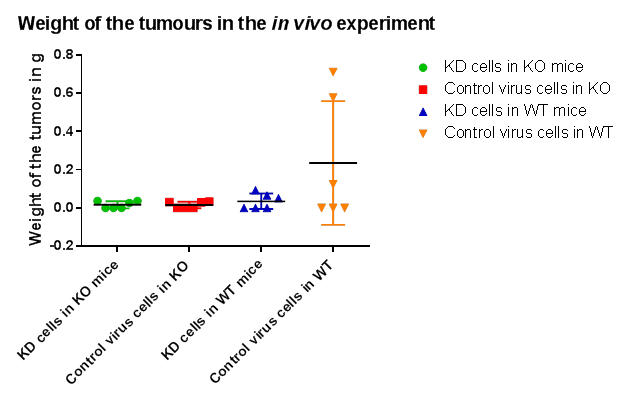 Weight of the tumours in the in vivo experiment
Weight of the tumors in g
0.8
0.6
0.4
0.2
0.0
-0.2
KD cells in KO mice
Control virus cells in KO
KD cells in WT mice
Control virus cells in WT
KD cells in KO mice
Control virus cells in KO
KD cells in WT mice
Control virus cells in WT